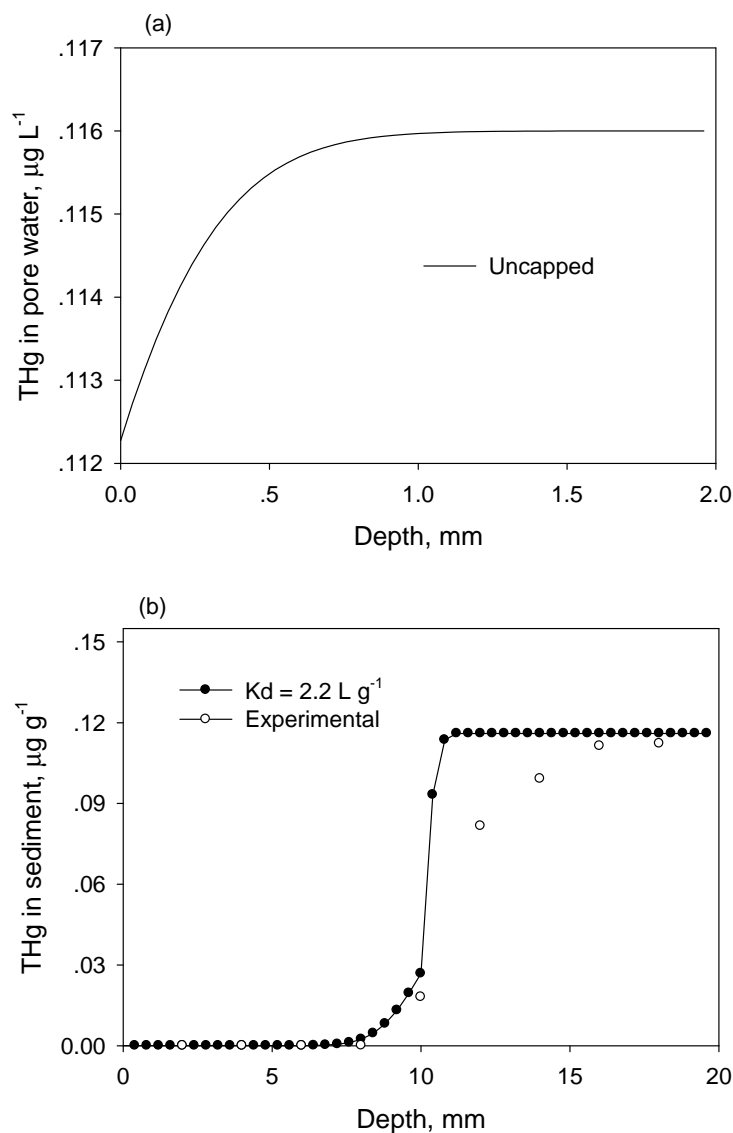 (a)
.117
.116
.115
.114
.113
.112
THg in pore water, μg L⁻¹
Uncapped
0.0 .5 1.0 1.5 2.0
Depth, mm
(b)
.15
.12
.09
.06
.03
0.00
THg in sediment, μg g⁻¹
Kd = 2.2 L g⁻¹
Experimental
0 5 10 15 20
Depth, mm